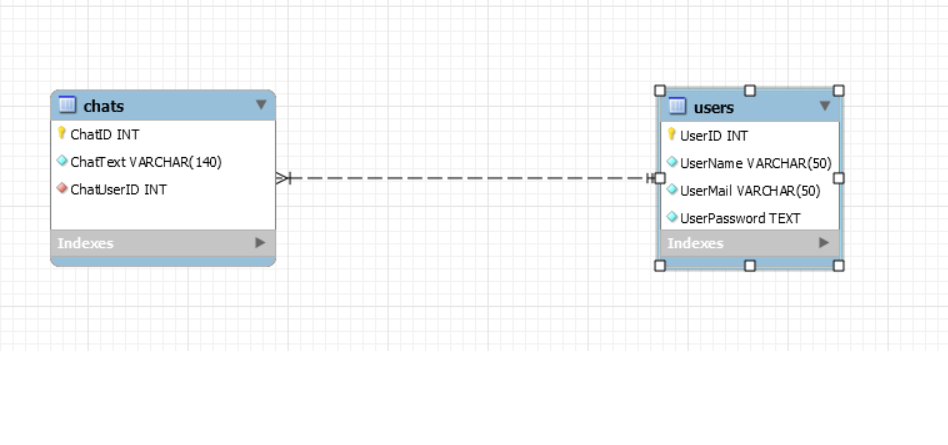 chats
ChatID INT
ChatText VARCHAR(140)
ChatUserID INT
Indexes
users
UserID INT
UserName VARCHAR(50)
UserMail VARCHAR(50)
UserPassword TEXT
Indexes